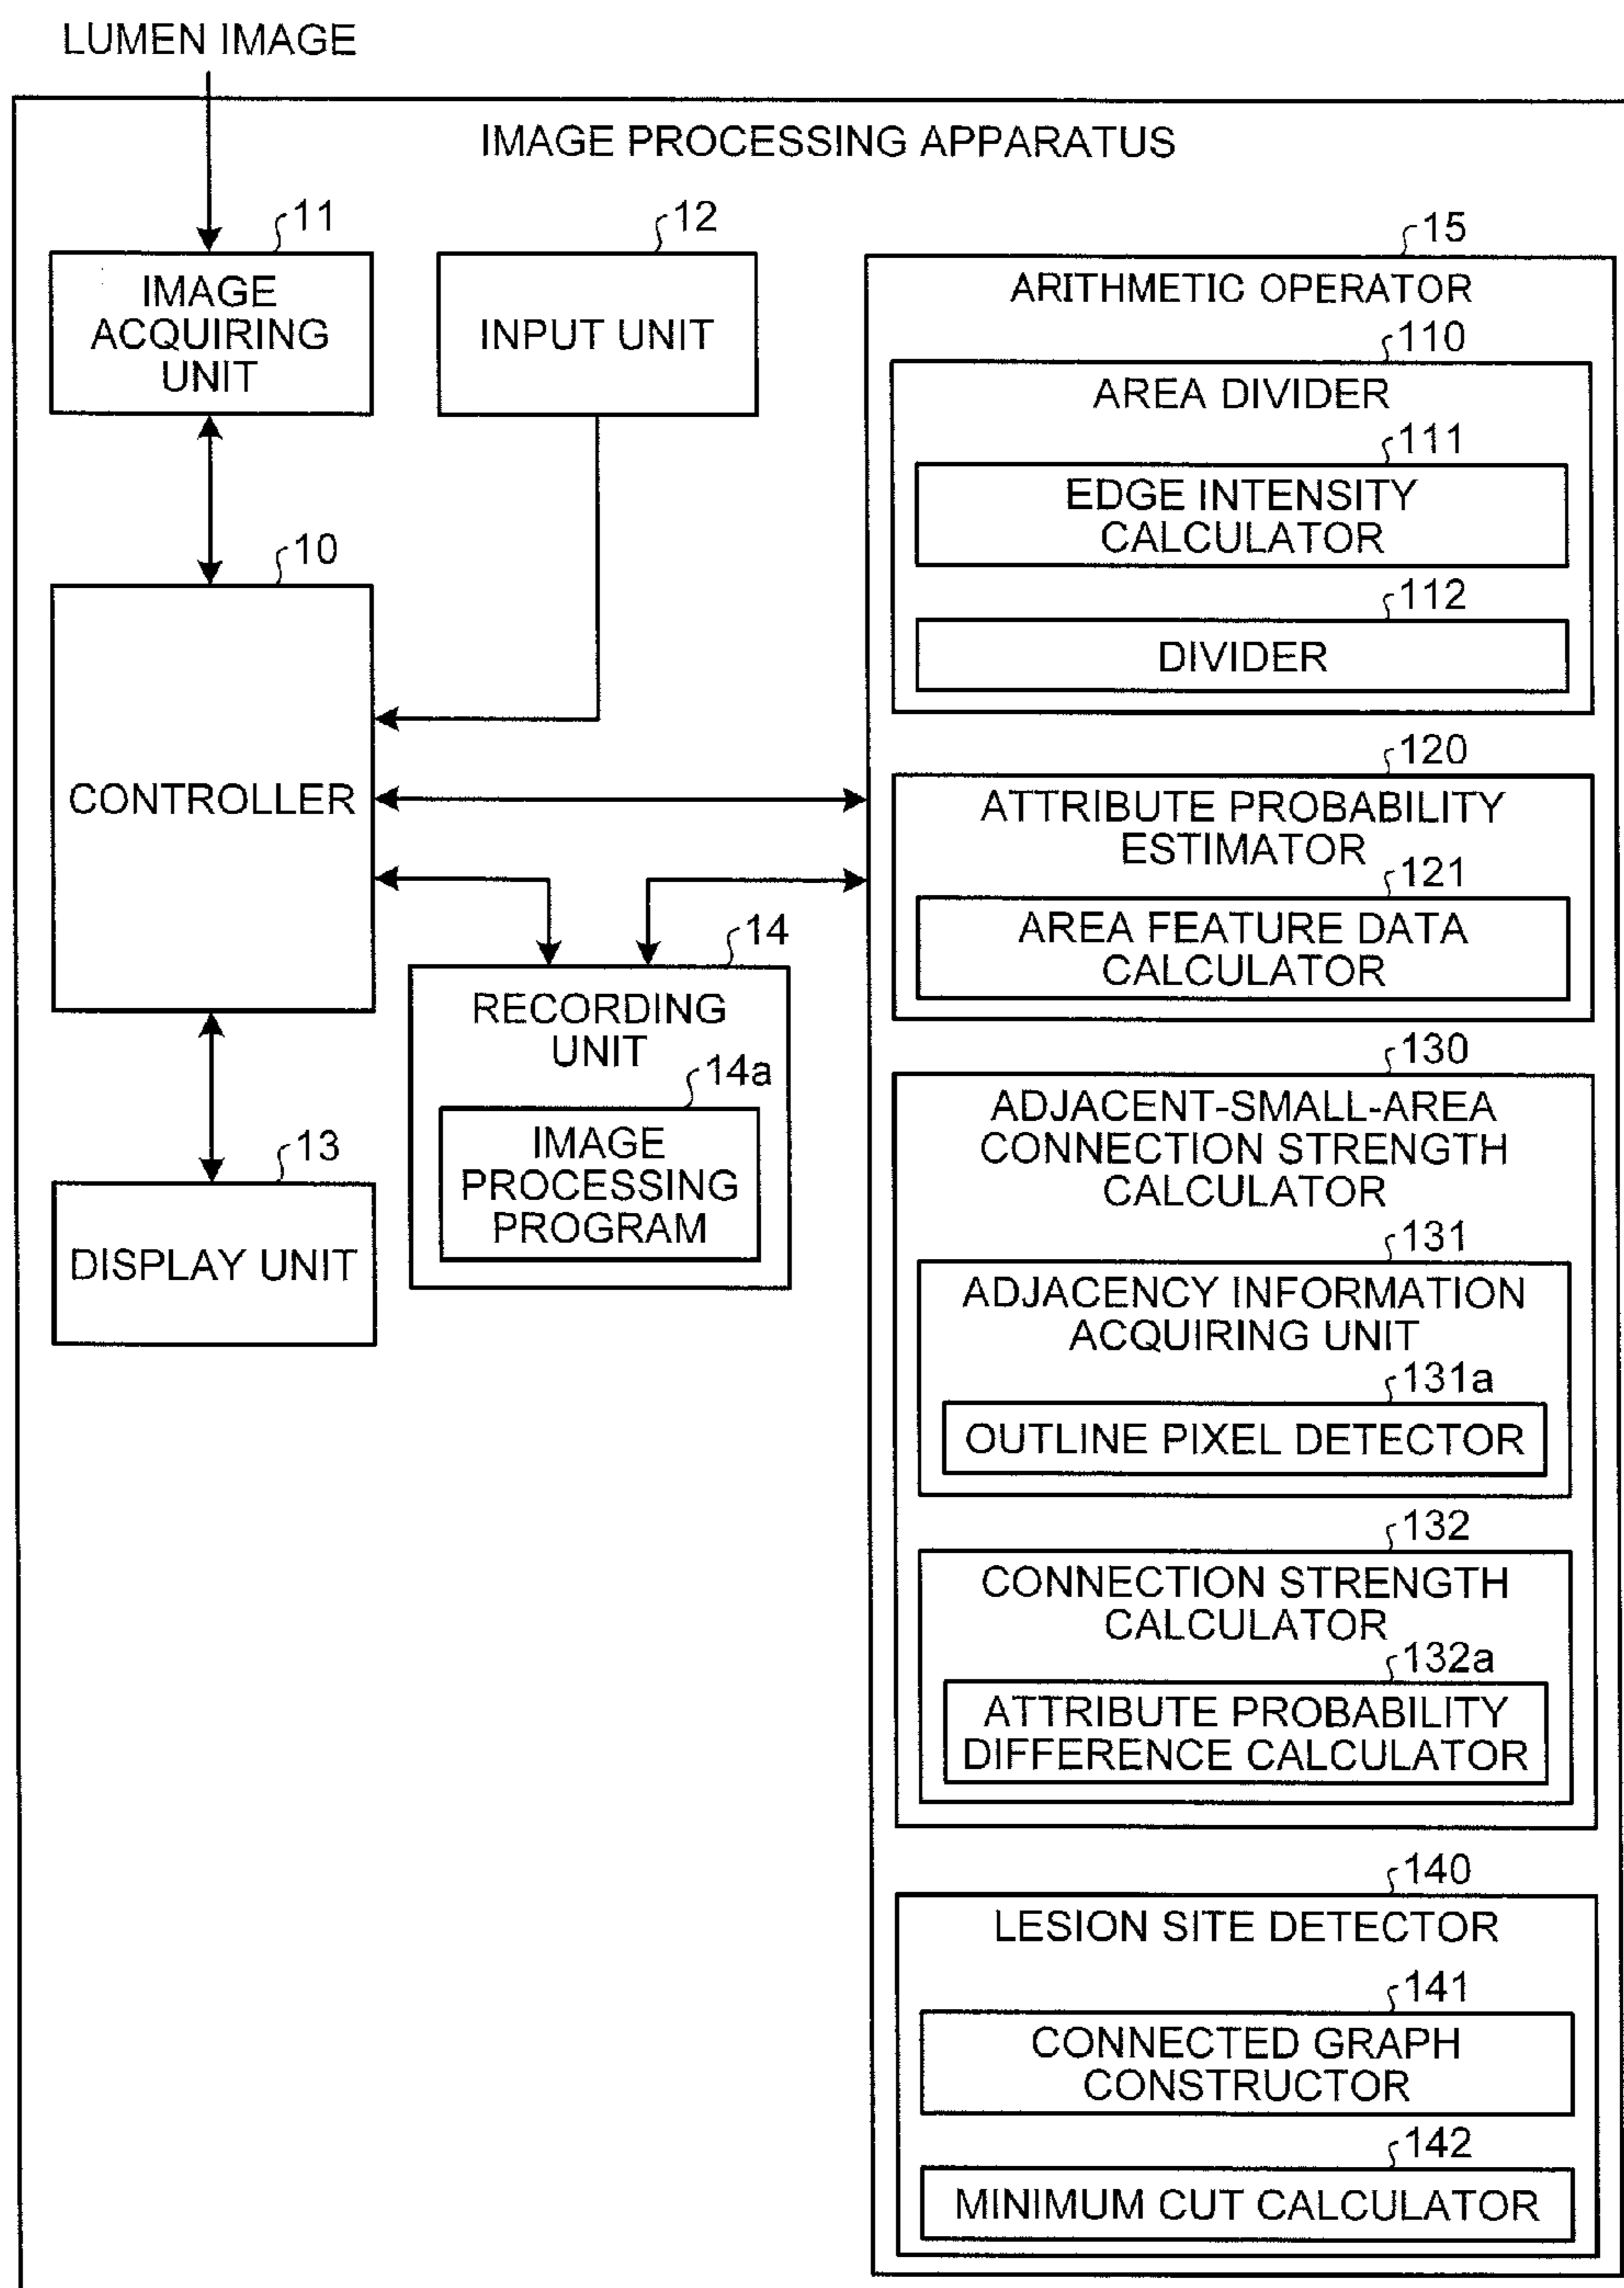 LUMEN IMAGE
IMAGE PROCESSING APPARATUS
11
IMAGE
ACQUIRING
UNIT
12
INPUT UNIT
10
CONTROLLER
13
DISPLAY UNIT
14
RECORDING
UNIT
14a
IMAGE
PROCESSING
PROGRAM
15
ARITHMETIC OPERATOR
110
AREA DIVIDER
111
EDGE INTENSITY
CALCULATOR
112
DIVIDER
120
ATTRIBUTE PROBABILITY
ESTIMATOR
121
AREA FEATURE DATA
CALCULATOR
130
ADJACENT-SMALL-AREA
CONNECTION STRENGTH
CALCULATOR
131
ADJACENCY INFORMATION
ACQUIRING UNIT
131a
OUTLINE PIXEL DETECTOR
132
CONNECTION STRENGTH
CALCULATOR
132a
ATTRIBUTE PROBABILITY
DIFFERENCE CALCULATOR
140
LESION SITE DETECTOR
141
CONNECTED GRAPH
CONSTRUCTOR
142
MINIMUM CUT CALCULATOR